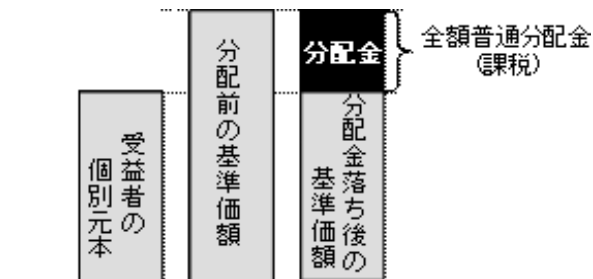 受益者の
個別元本
分配前の基準価額
分配金
分配金落ち後の
基準価額
全額普通分配金
(課税)